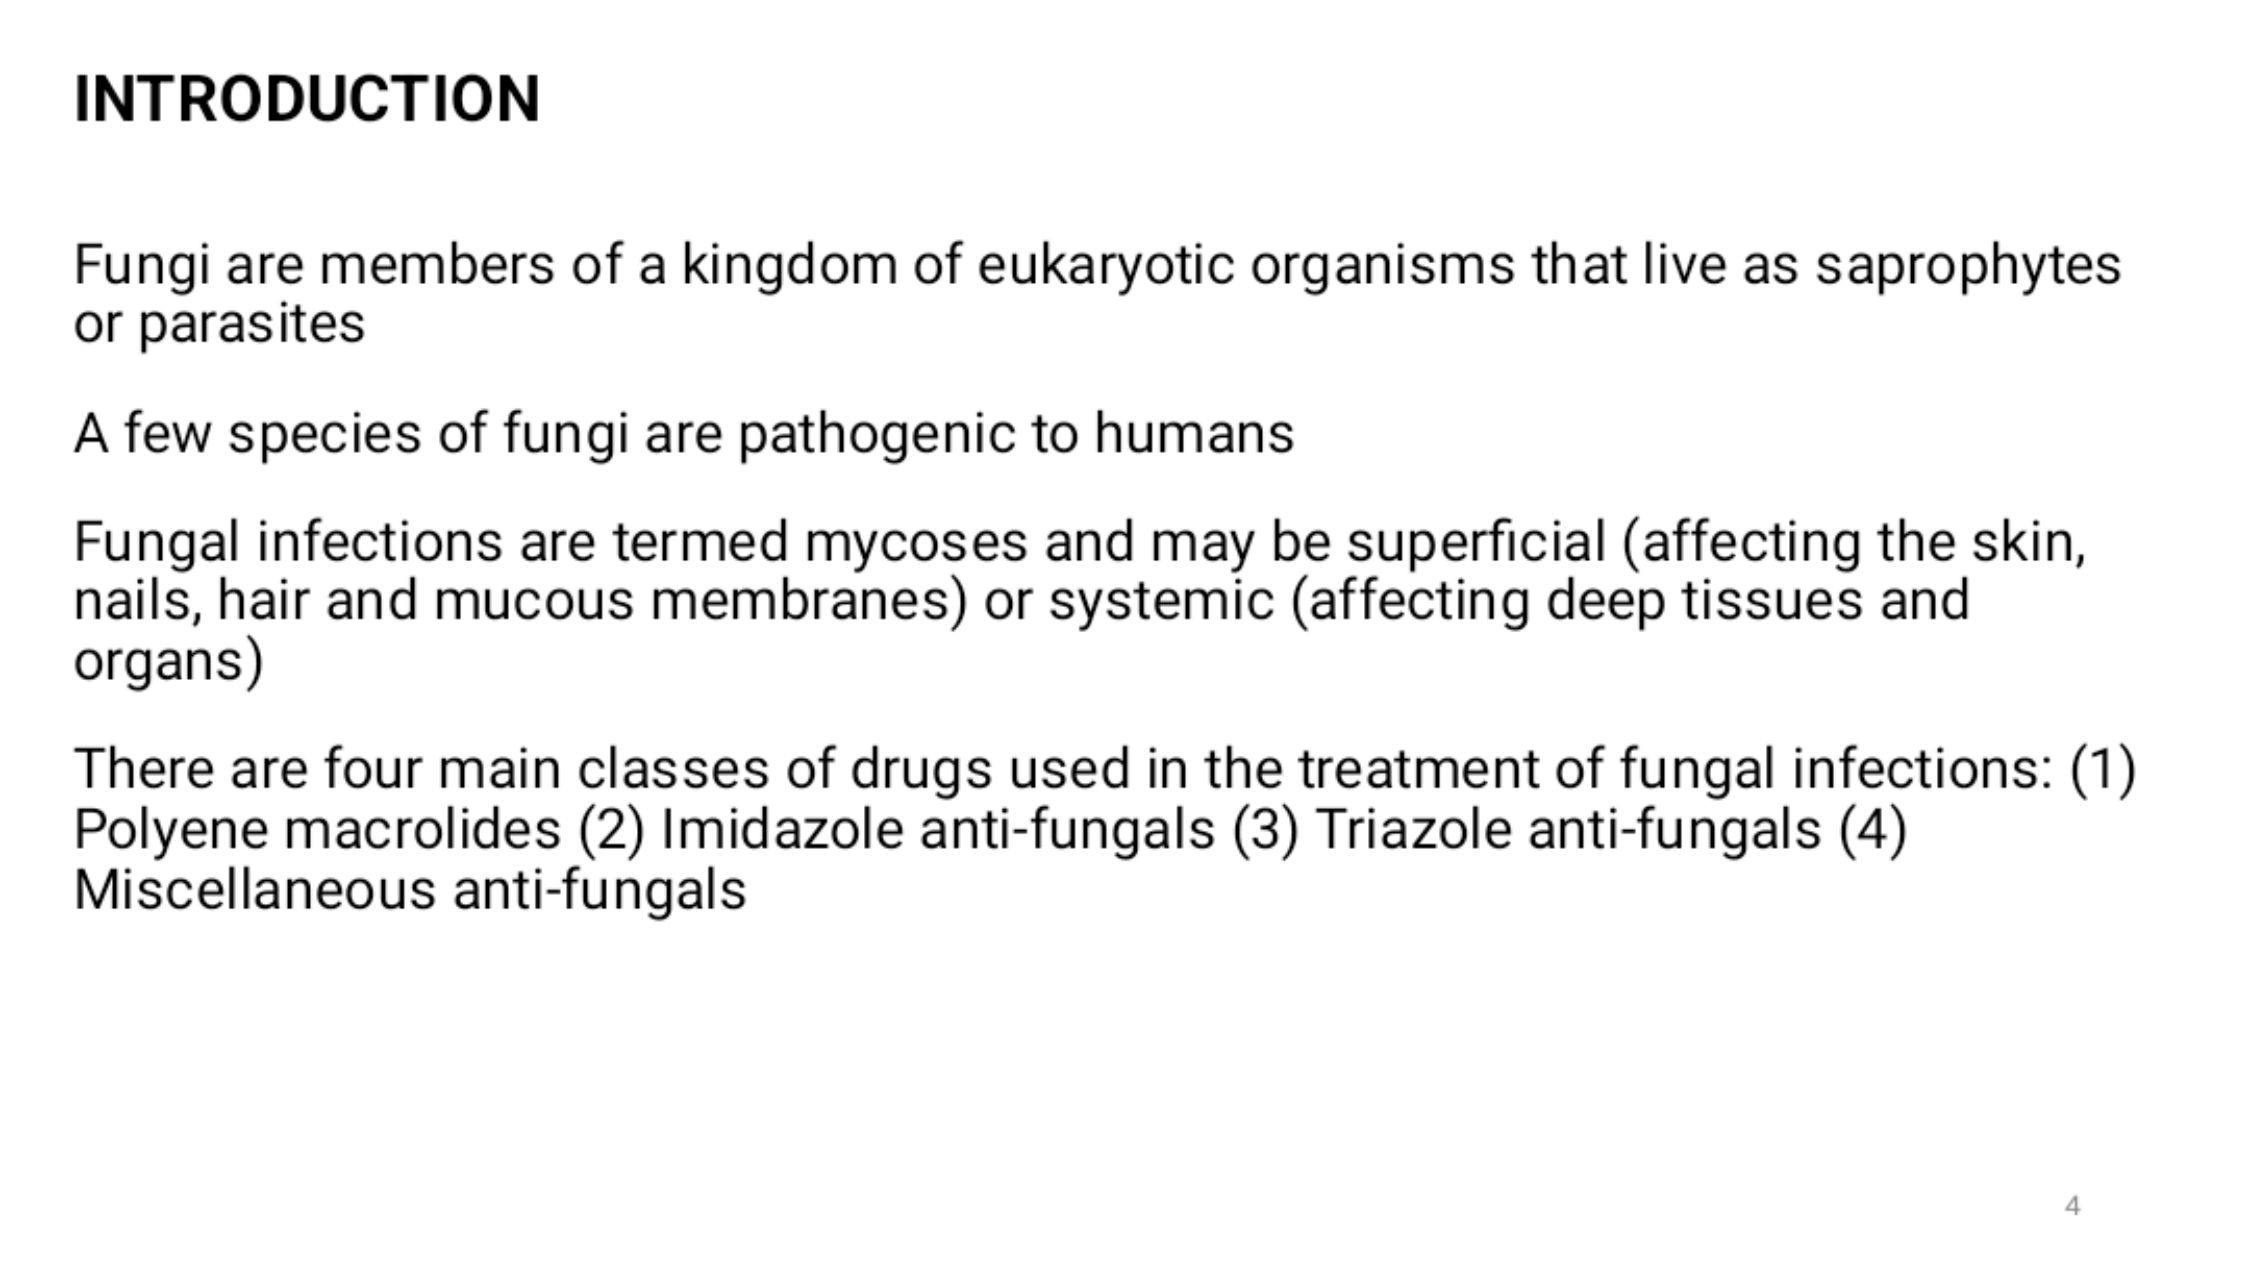 INTRODUCTION
Fungi are members of a kingdom of eukaryotic organisms that live as saprophytes
or parasites
A few species of fungi are pathogenic to humans
Fungal infections are termed mycoses and may be superficial (affecting the skin,
nails, hair and mucous membranes) or systemic (affecting deep tissues and
organs)
There are four main classes of drugs used in the treatment of fungal infections: (1)
Polyene macrolides (2) Imidazole anti-fungals (3) Triazole anti-fungals (4)
Miscellaneous anti-fungals
4